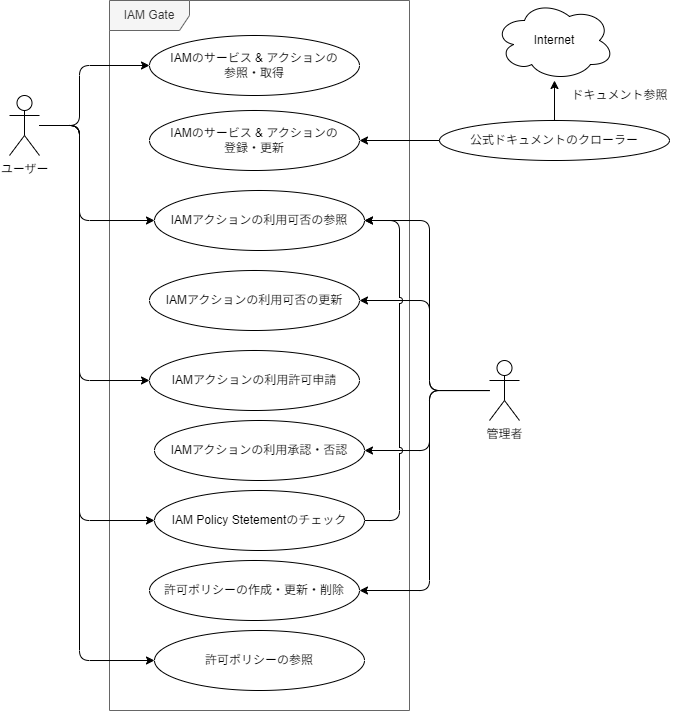 IAM Gate
IAMのサービス & アクションの
参照・取得
Internet
ドキュメント参照
IAMのサービス & アクションの
登録・更新
公式ドキュメントのクローラー
ユーザー
IAMアクションの利用可否の参照
IAMアクションの利用可否の更新
IAMアクションの利用許可申請
管理者
IAMアクションの利用承認・否認
IAM Policy Stetementのチェック
許可ポリシーの作成・更新・削除
許可ポリシーの参照